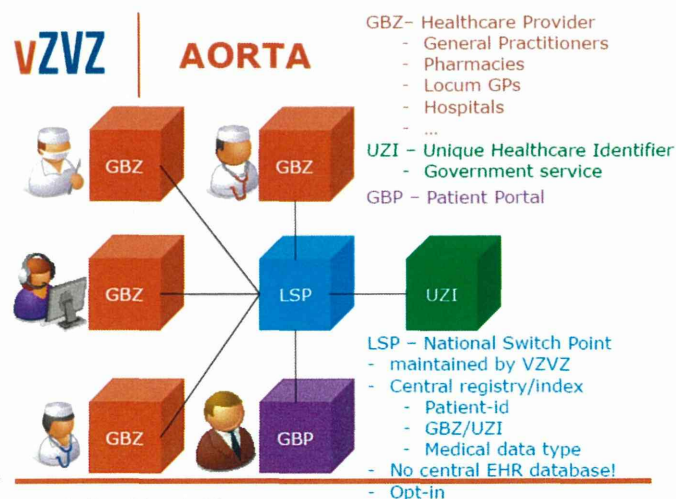 vZVZ
AORTA
GBZ– Healthcare Provider
- General Practitioners
- Pharmacies
- Locum GPs
- Hospitals
- ...
UZI – Unique Healthcare Identifier
- Government service
GBP – Patient Portal
GBZ
GBZ
GBZ
LSP
UZI
GBZ
GBP
LSP – National Switch Point
- maintained by VZVZ
- Central registry/index
- Patient-id
- GBZ/UZI
- Medical data type
- No central EHR database!
- Opt-in